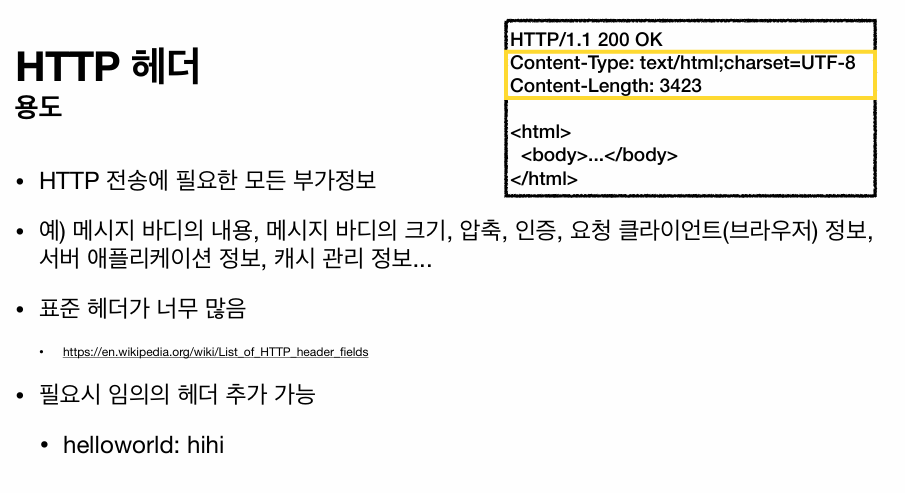 HTTP 헤더
용도
HTTP/1.1 200 OK
Content-Type: text/html;charset=UTF-8
Content-Length: 3423
<html>
<body>...</body>
</html>
• HTTP 전송에 필요한 모든 부가정보
• 예) 메시지 바디의 내용, 메시지 바디의 크기, 압축, 인증, 요청 클라이언트(브라우저) 정보,
서버 애플리케이션 정보, 캐시 관리 정보...
• 표준 헤더가 너무 많음
• https://en.wikipedia.org/wiki/List_of_HTTP_header_fields
• 필요시 임의의 헤더 추가 가능
• helloworld: hihi